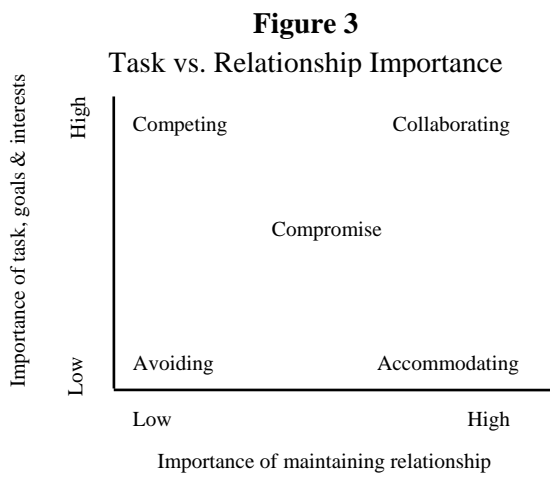 Figure 3
Task vs. Relationship Importance
Importance of task, goals & interests
High
Competing
Collaborating
Compromise
Low
Avoiding
Accommodating
Low
High
Importance of maintaining relationship